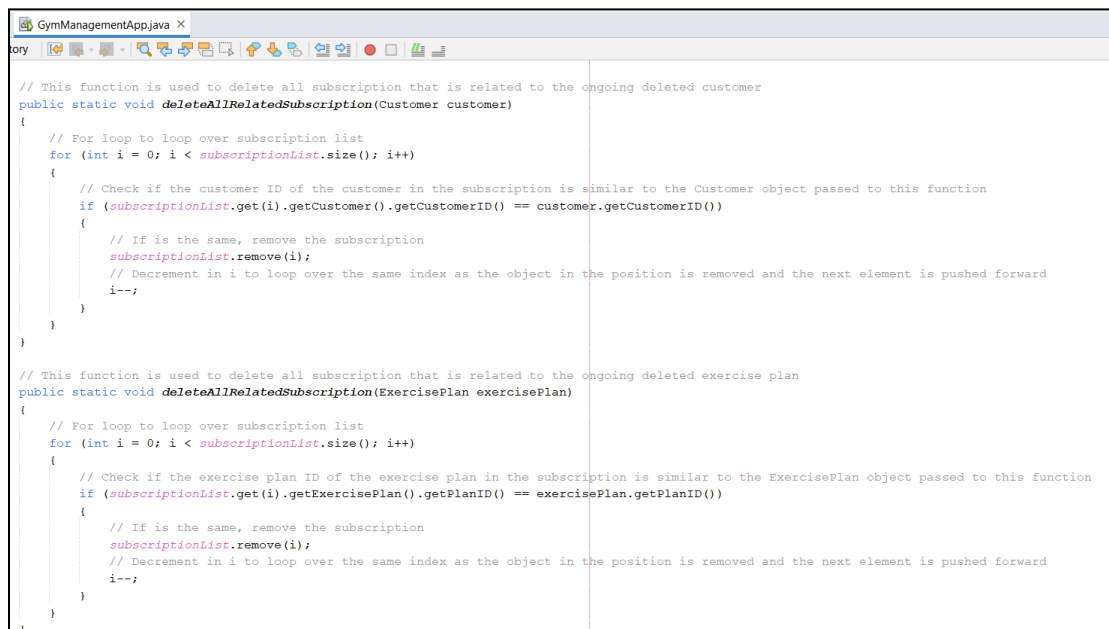 GymManagementApp.java ×
tory
// This function is used to delete all subscription that is related to the ongoing deleted customer
public static void deleteAllRelatedSubscription(Customer customer)
{
// For loop to loop over subscription list
for (int i = 0; i < subscriptionList.size(); i++)
{
// Check if the customer ID of the customer in the subscription is similar to the Customer object passed to this function
if (subscriptionList.get(i).getCustomer().getCustomerID() == customer.getCustomerID())
{
// If is the same, remove the subscription
subscriptionList.remove(i);
// Decrement in i to loop over the same index as the object in the position is removed and the next element is pushed forward
i--;
}
}
}
// This function is used to delete all subscription that is related to the ongoing deleted exercise plan
public static void deleteAllRelatedSubscription(ExercisePlan exercisePlan)
{
// For loop to loop over subscription list
for (int i = 0; i < subscriptionList.size(); i++)
{
// Check if the exercise plan ID of the exercise plan in the subscription is similar to the ExercisePlan object passed to this function
if (subscriptionList.get(i).getExercisePlan().getPlanID() == exercisePlan.getPlanID())
{
// If is the same, remove the subscription
subscriptionList.remove(i);
// Decrement in i to loop over the same index as the object in the position is removed and the next element is pushed forward
i--;
}
}
}